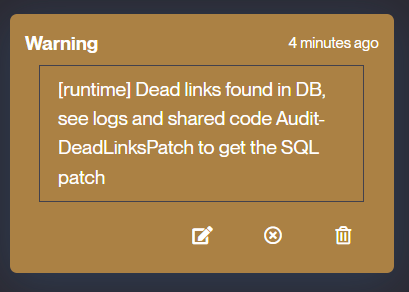 Warning
4 minutes ago
[runtime] Dead links found in DB,
see logs and shared code Audit-
DeadLinksPatch to get the SQL
patch